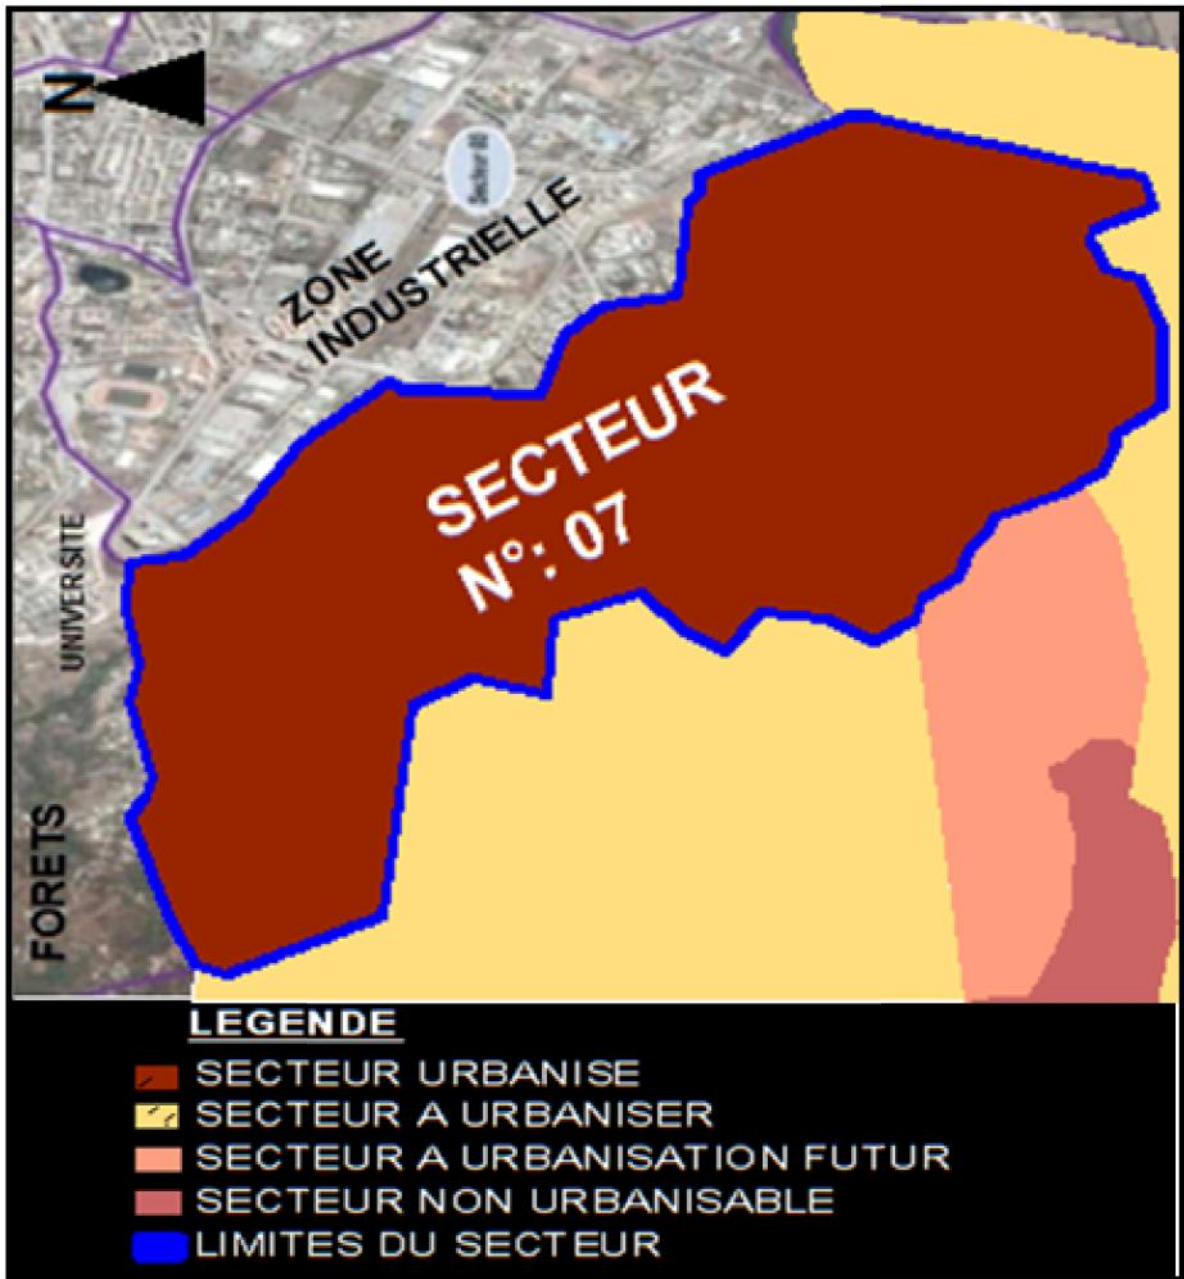 N
ZONE
INDUSTRIELLE
SECTEUR
N°: 07
UNIVERSITE
FORETS
LEGENDE
SECTEUR URBANISE
SECTEUR A URBANISER
SECTEUR A URBANISATION FUTUR
SECTEUR NON URBANISABLE
LIMITES DU SECTEUR